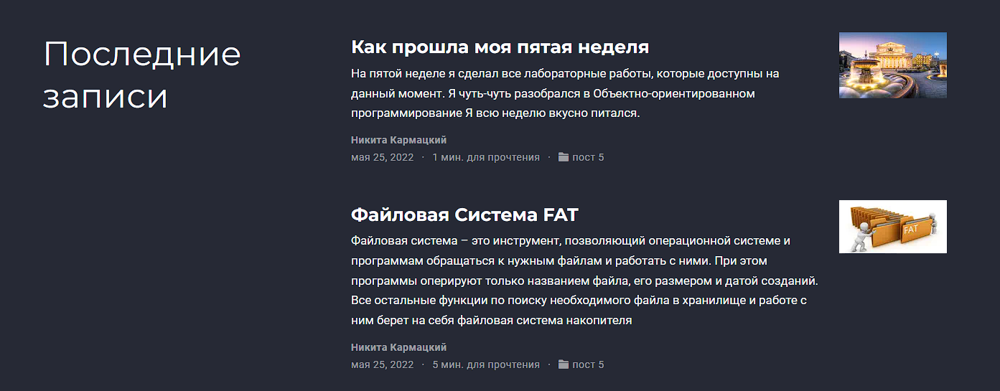 Последние
записи
Как прошла моя пятая неделя
На пятой неделе я сделал все лабораторные работы, которые доступны на
данный момент. Я чуть-чуть разобрался в Объектно-ориентированном
программирование Я всю неделю вкусно питался.
Никита Кармацкий
мая 25, 2022 · 1 мин. для прочтения · пост 5
Файловая Система FAT
Файловая система – это инструмент, позволяющий операционной системе и
программам обращаться к нужным файлам и работать с ними. При этом
программы оперируют только названием файла, его размером и датой созданий.
Все остальные функции по поиску необходимого файла в хранилище и работе с
ним берет на себя файловая система накопителя
FAT
Никита Кармацкий
мая 25, 2022 · 5 мин. для прочтения · пост 5